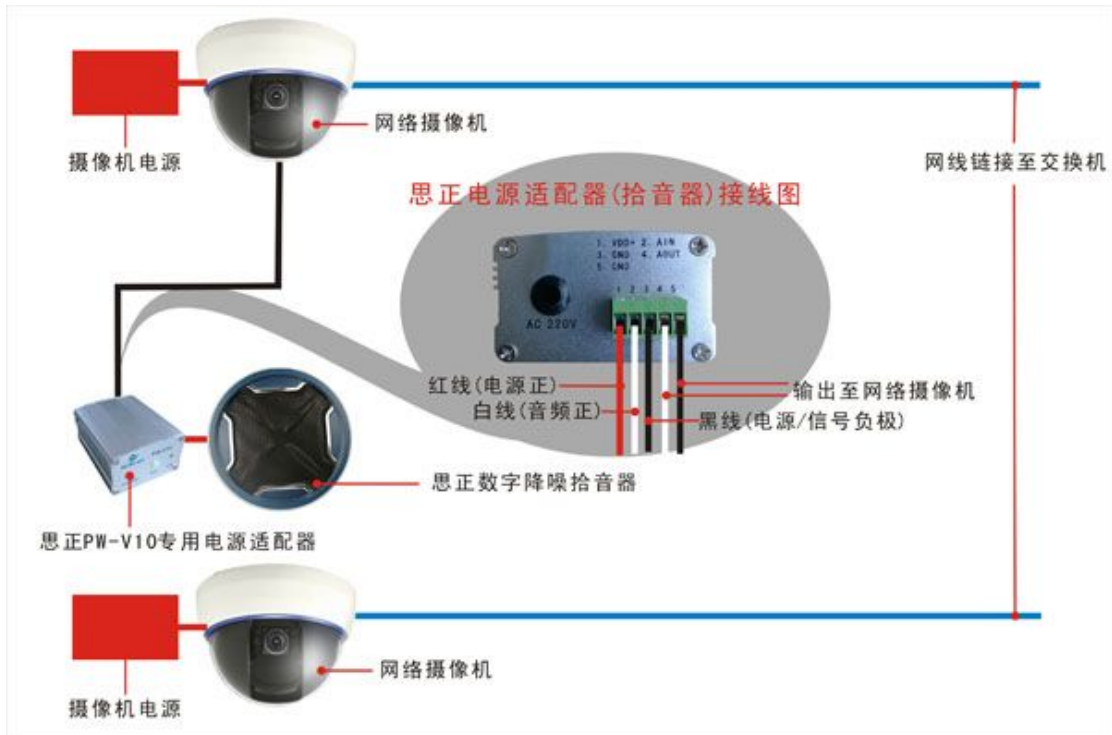 网络摄像机
摄像机电源
网线链接至交换机
思正电源适配器(拾音器)接线图
1. VDD+ 2. AIN
3. GND 4. AOUT
5. GND
1 2 3 4 5
AC 220V
红线(电源正)
输出至网络摄像机
白线(音频正)
黑线(电源/信号负极)
思正数字降噪拾音器
思正PW-V10专用电源适配器
网络摄像机
摄像机电源